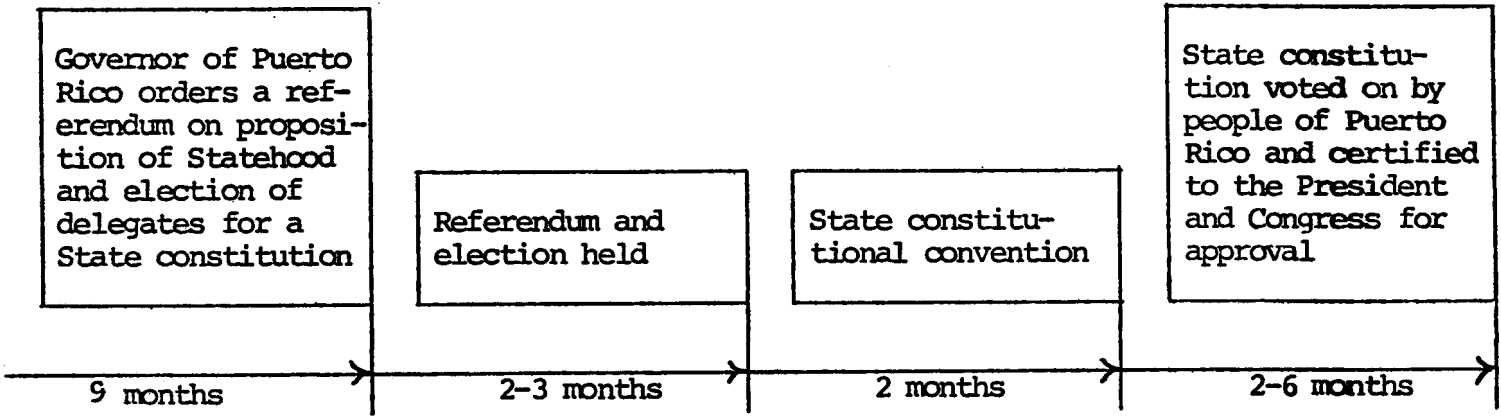 Governor of Puerto
Rico orders a ref-
erendum on proposi-
tion of Statehood
and election of
delegates for a
State constitution
Referendum and
election held
State constitu-
tional convention
State constitu-
tion voted on by
people of Puerto
Rico and certified
to the President
and Congress for
approval
9 months
2-3 months
2 months
2-6 months